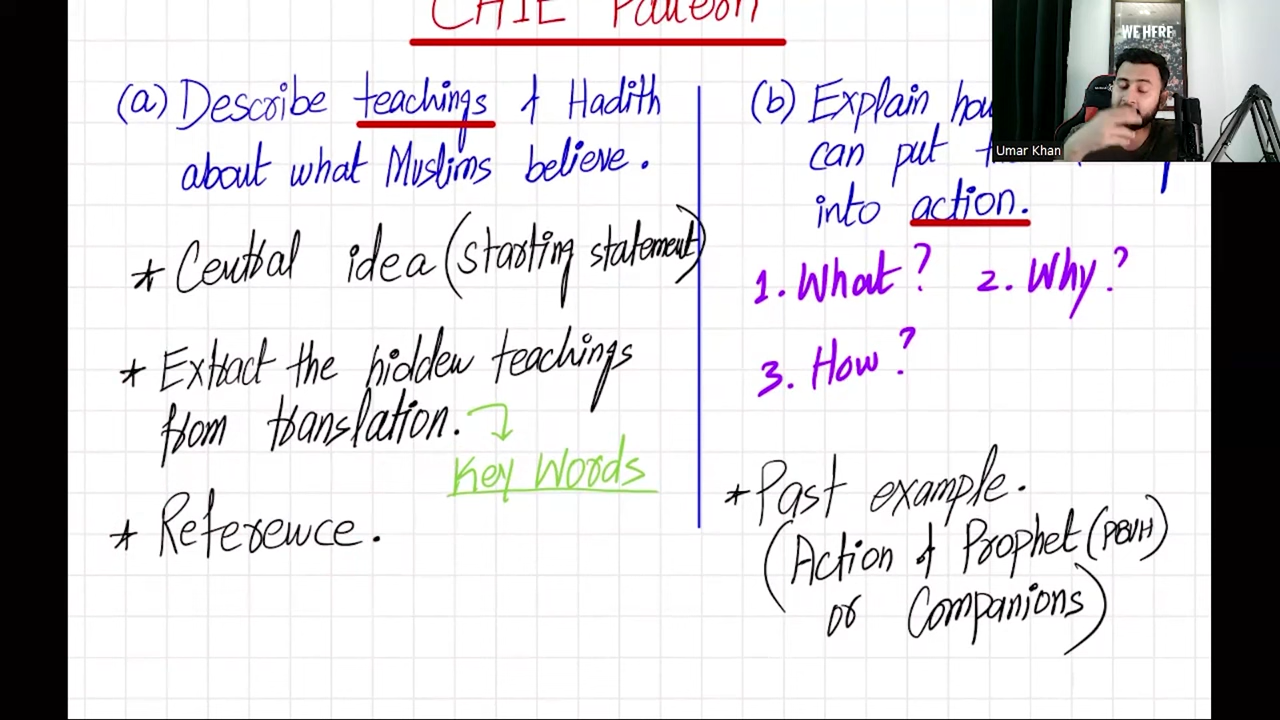 CAIE Pattern
(a) Describe teachings of Hadith
about what Muslims believe.
* Central idea (starting statement)
* Extract the hidden teachings
from translation.
Key Words
* Reference.
(b) Explain how
can put
into action.
1. What? 2. Why?
3. How?
* Past example.
(Action of Prophet (PBUH)
or Companions)
WE HERE
Umar Khan